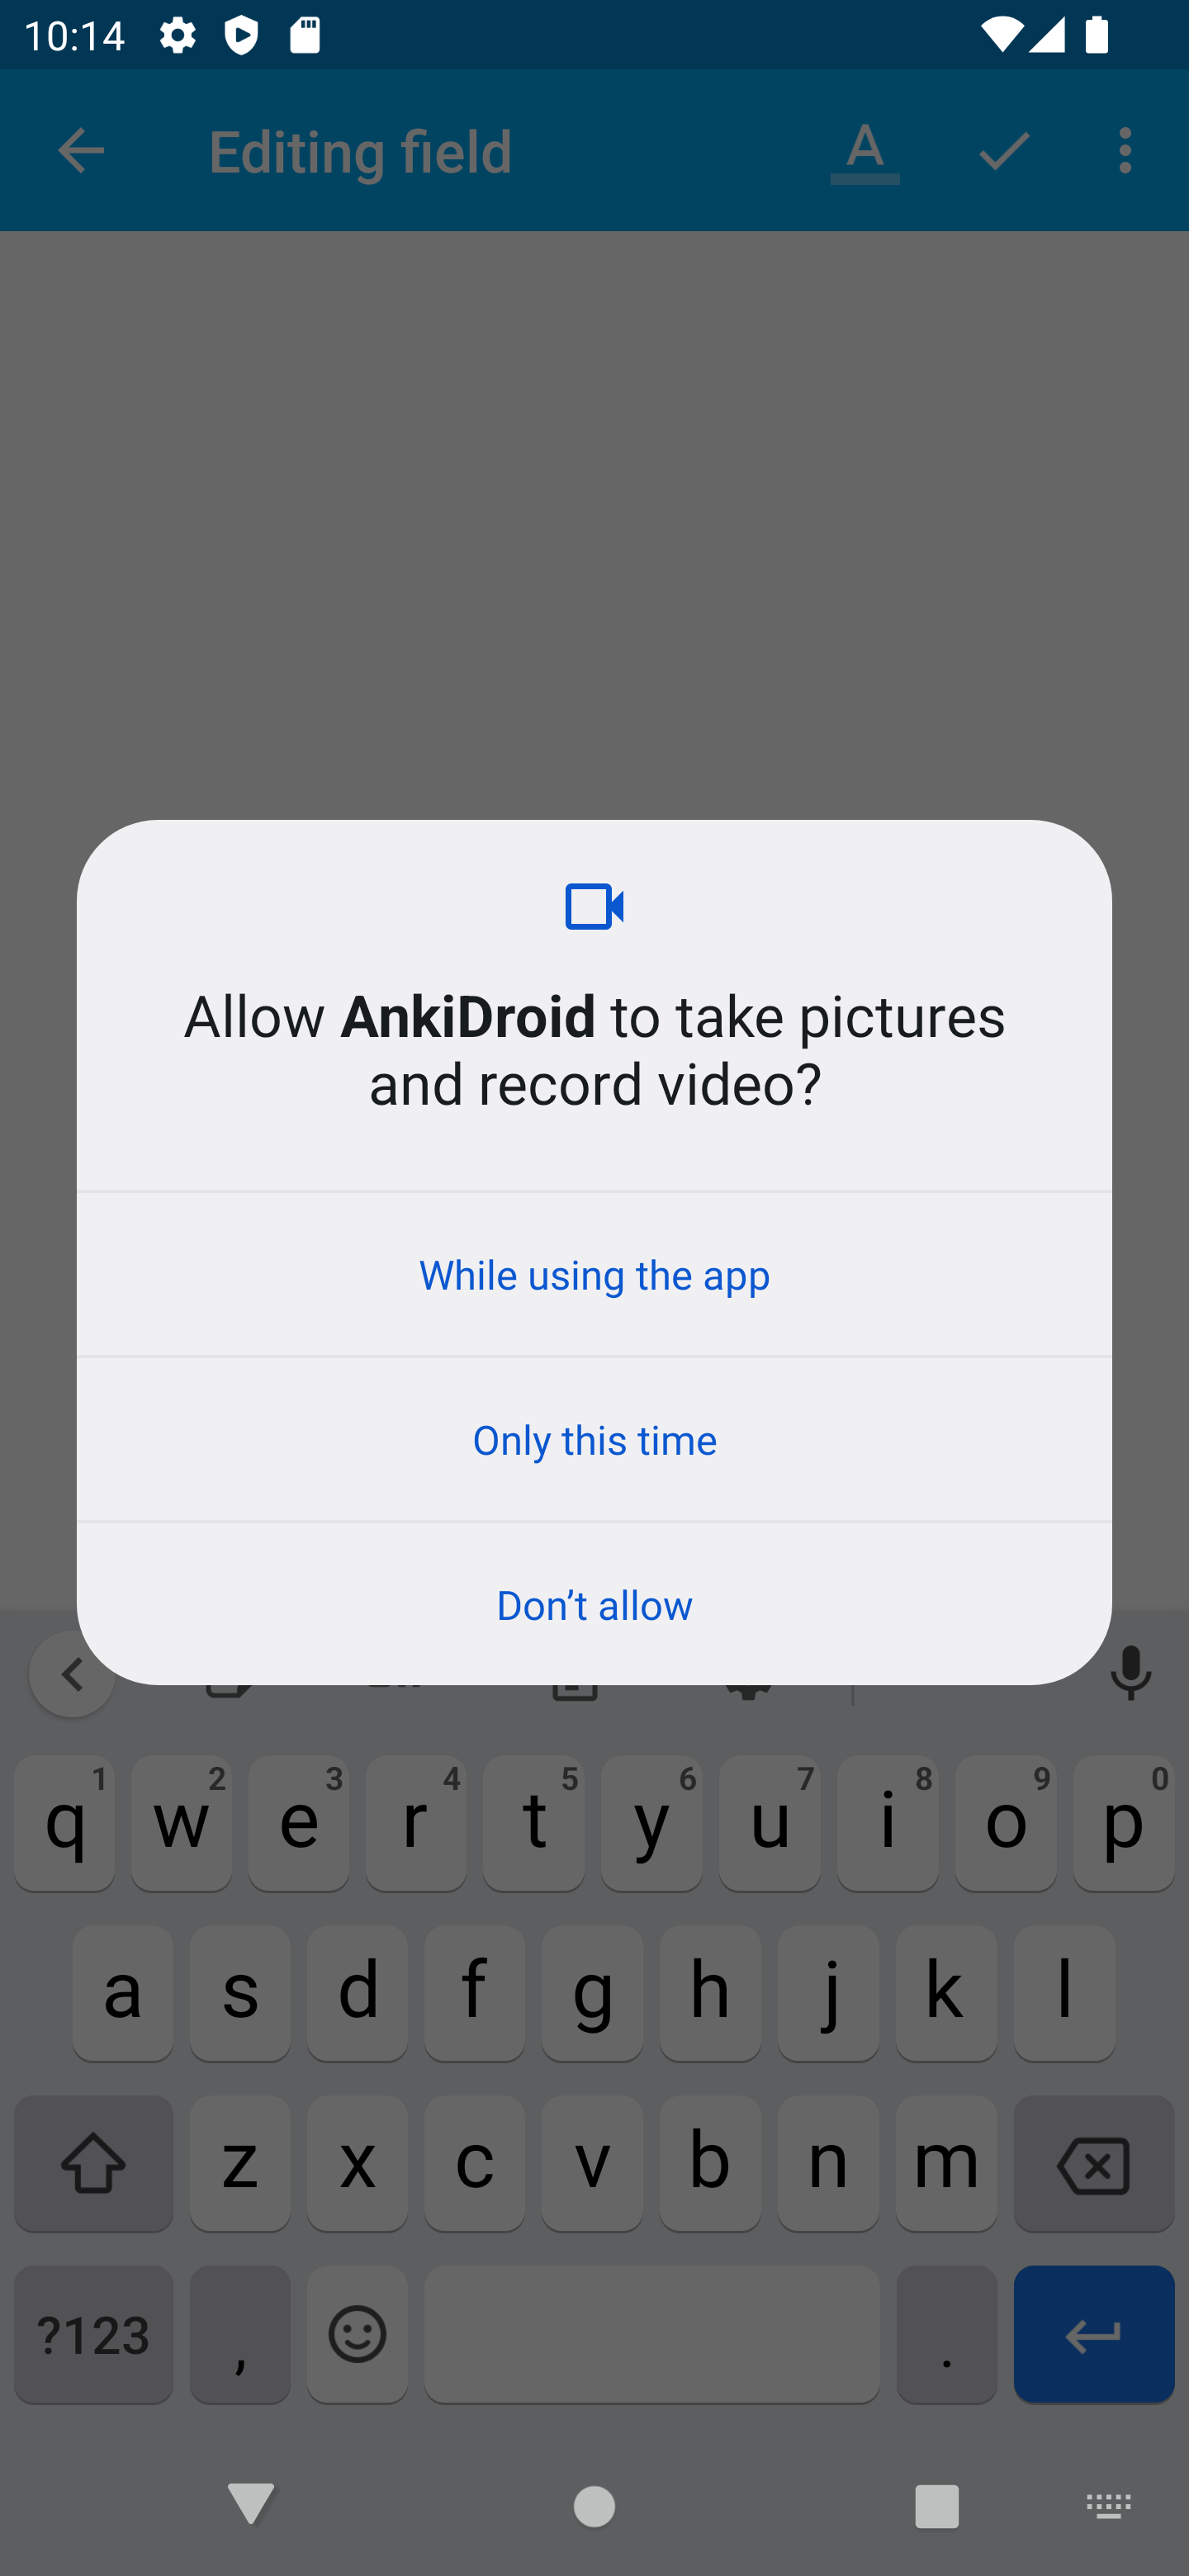 10:14
Editing field
A
Allow AnkiDroid to take pictures
and record video?
While using the app
Only this time
Don’t allow
1 2 3 4 5 6 7 8 9 0
q w e r t y u i o p
a s d f g h j k l
z x c v b n m
?123 , .